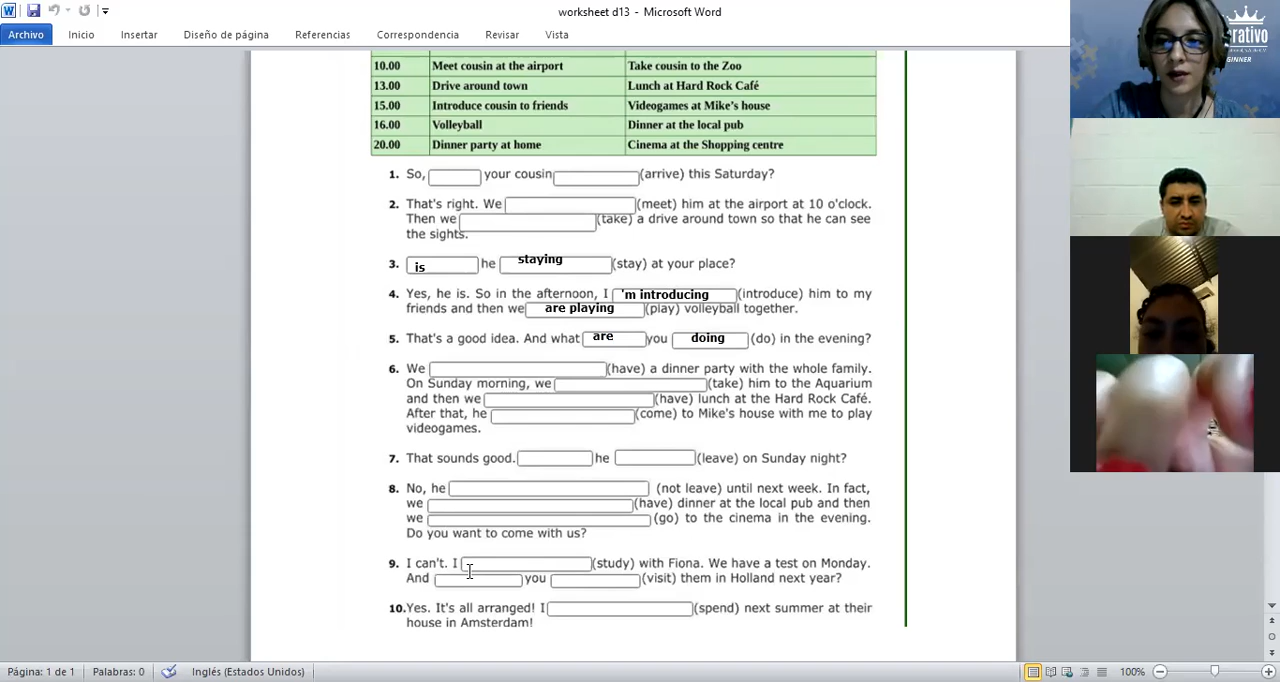 worksheet d13 - Microsoft Word
Archivo Inicio Insertar Diseño de página Referencias Correspondencia Revisar Vista
rativo
GINNER
10.00 Meet cousin at the airport Take cousin to the Zoo
13.00 Drive around town Lunch at Hard Rock Café
15.00 Introduce cousin to friends Videogames at Mike's house
16.00 Volleyball Dinner at the local pub
20.00 Dinner party at home Cinema at the Shopping centre
1. So, your cousin (arrive) this Saturday?
2. That's right. We (meet) him at the airport at 10 o'clock.
Then we (take) a drive around town so that he can see
the sights.
3. is he staying (stay) at your place?
4. Yes, he is. So in the afternoon, I 'm introducing (introduce) him to my
friends and then we are playing (play) volleyball together.
5. That's a good idea. And what are you doing (do) in the evening?
6. We (have) a dinner party with the whole family.
On Sunday morning, we (take) him to the Aquarium
and then we (have) lunch at the Hard Rock Café.
After that, he (come) to Mike's house with me to play
videogames.
7. That sounds good. he (leave) on Sunday night?
8. No, he (not leave) until next week. In fact,
we (have) dinner at the local pub and then
we (go) to the cinema in the evening.
Do you want to come with us?
9. I can't. I (study) with Fiona. We have a test on Monday.
And you (visit) them in Holland next year?
10. Yes. It's all arranged! I (spend) next summer at their
house in Amsterdam!
Página: 1 de 1 Palabras: 0 Inglés (Estados Unidos) 100%